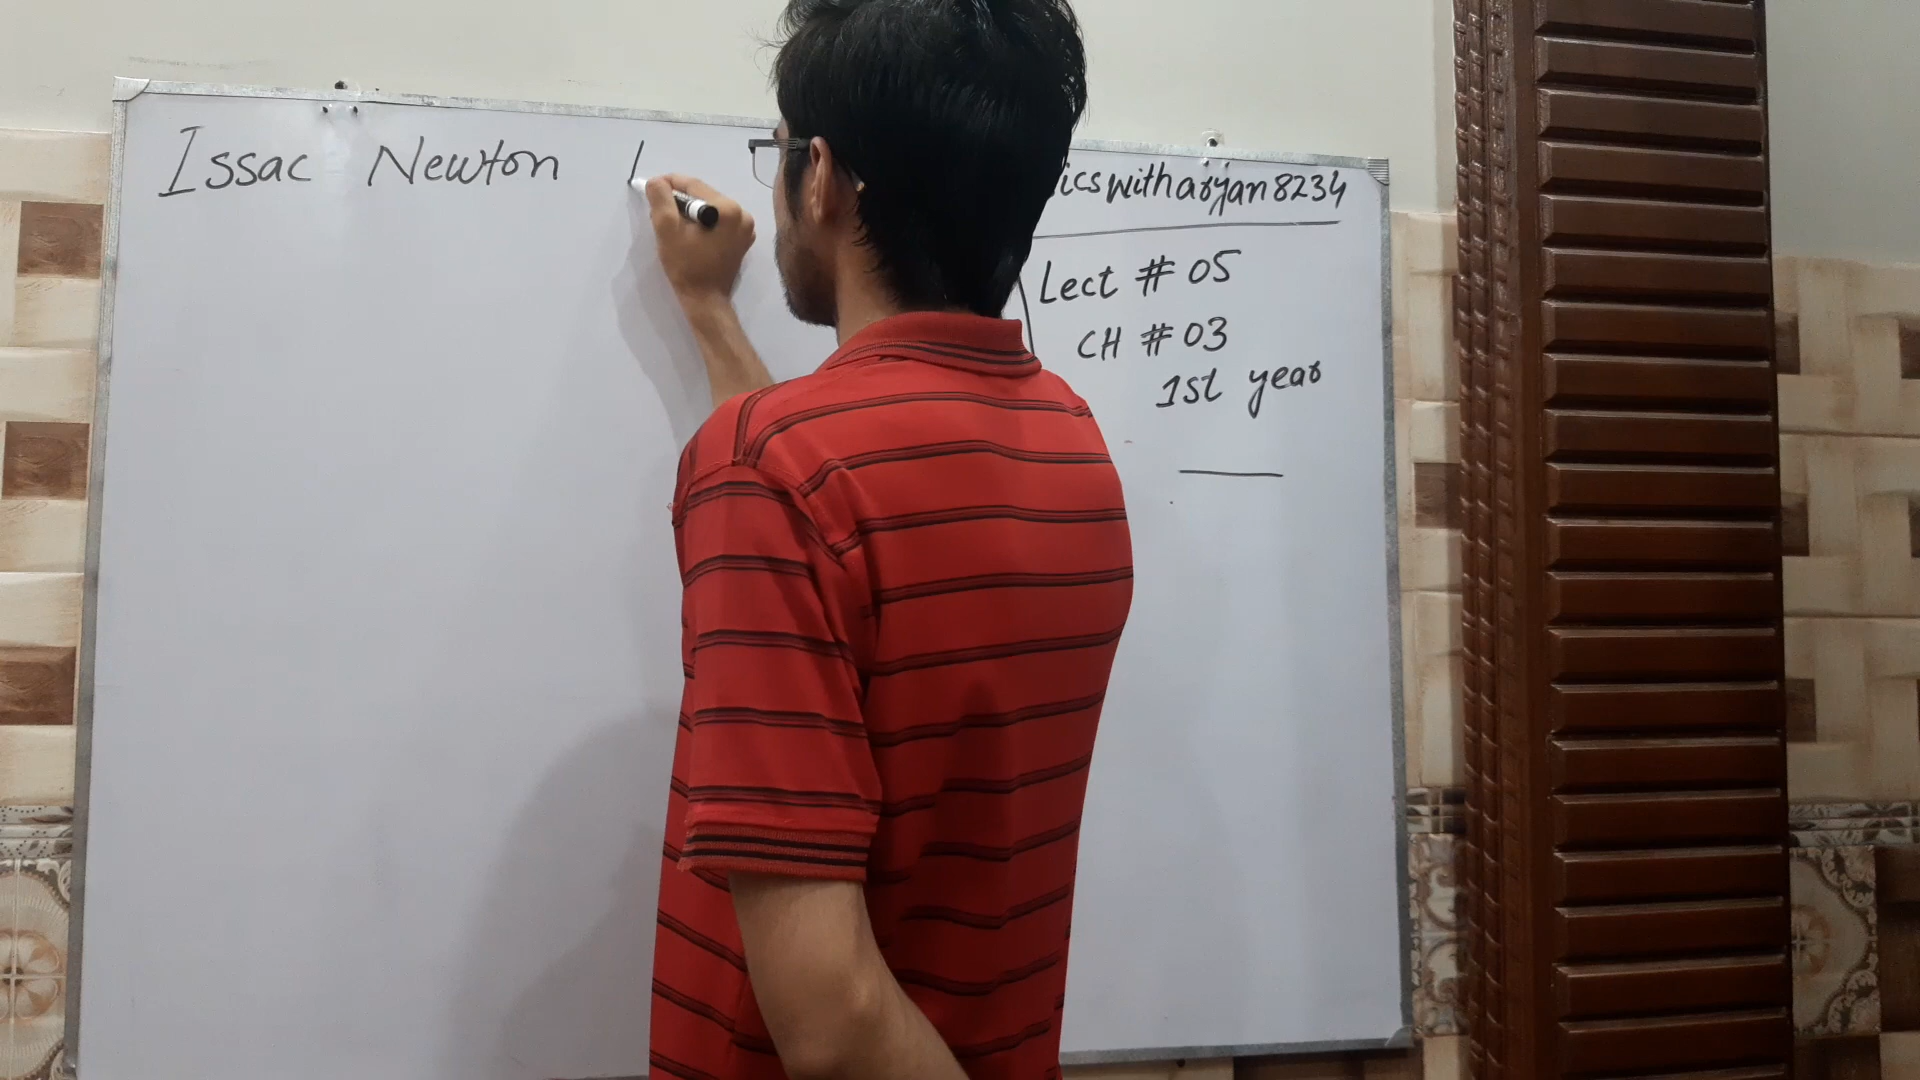 Issac Newton
icswitharyan8234
Lect # 05
CH # 03
1st year